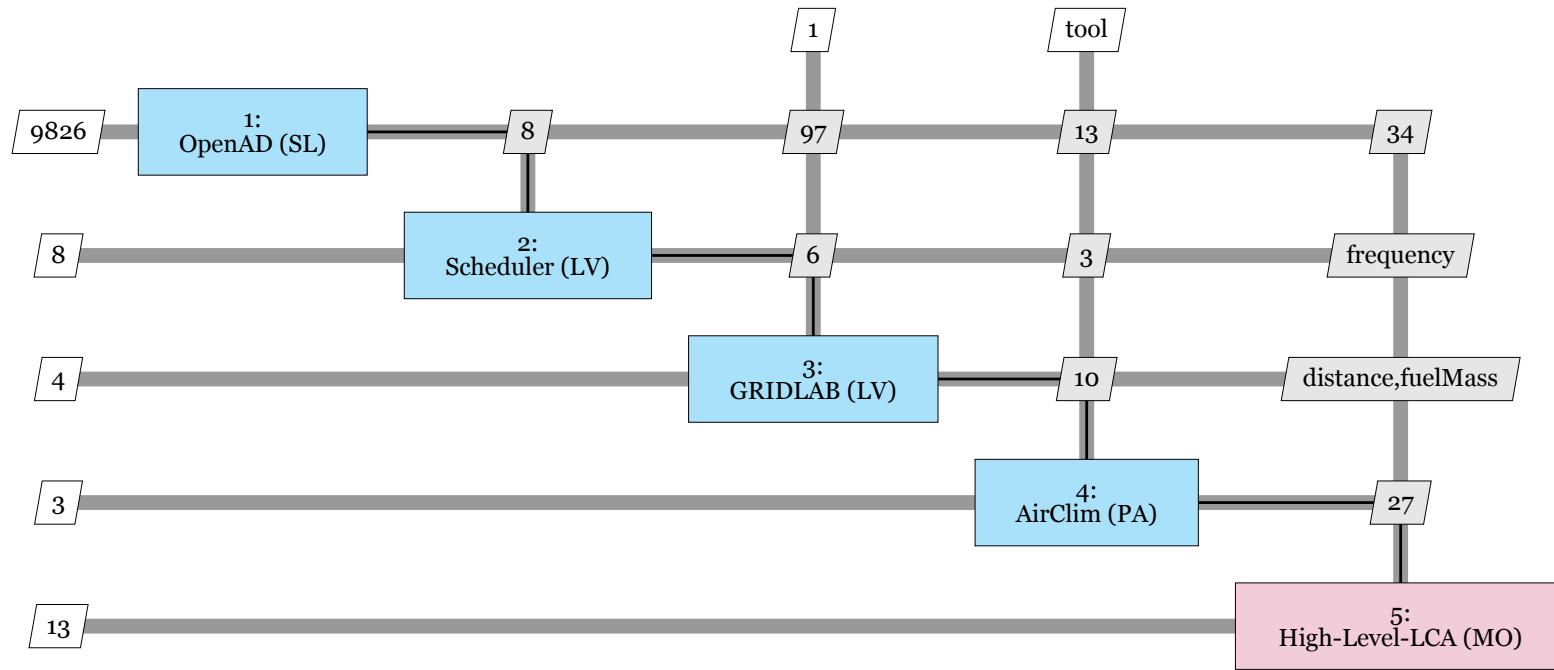 1
tool
9826
1:
OpenAD (SL)
8
97
13
34
8
2:
Scheduler (LV)
6
3
frequency
4
3:
GRIDLAB (LV)
10
distance,fuelMass
3
4:
AirClim (PA)
27
13
5:
High-Level-LCA (MO)